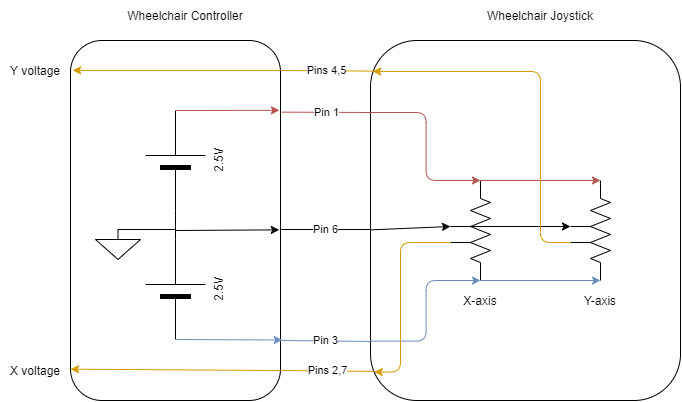 Wheelchair Controller
Wheelchair Joystick
Y voltage
Pins 4,5
Pin 1
2.5V
Pin 6
2.5V
X-axis
Y-axis
Pin 3
X voltage
Pins 2,7